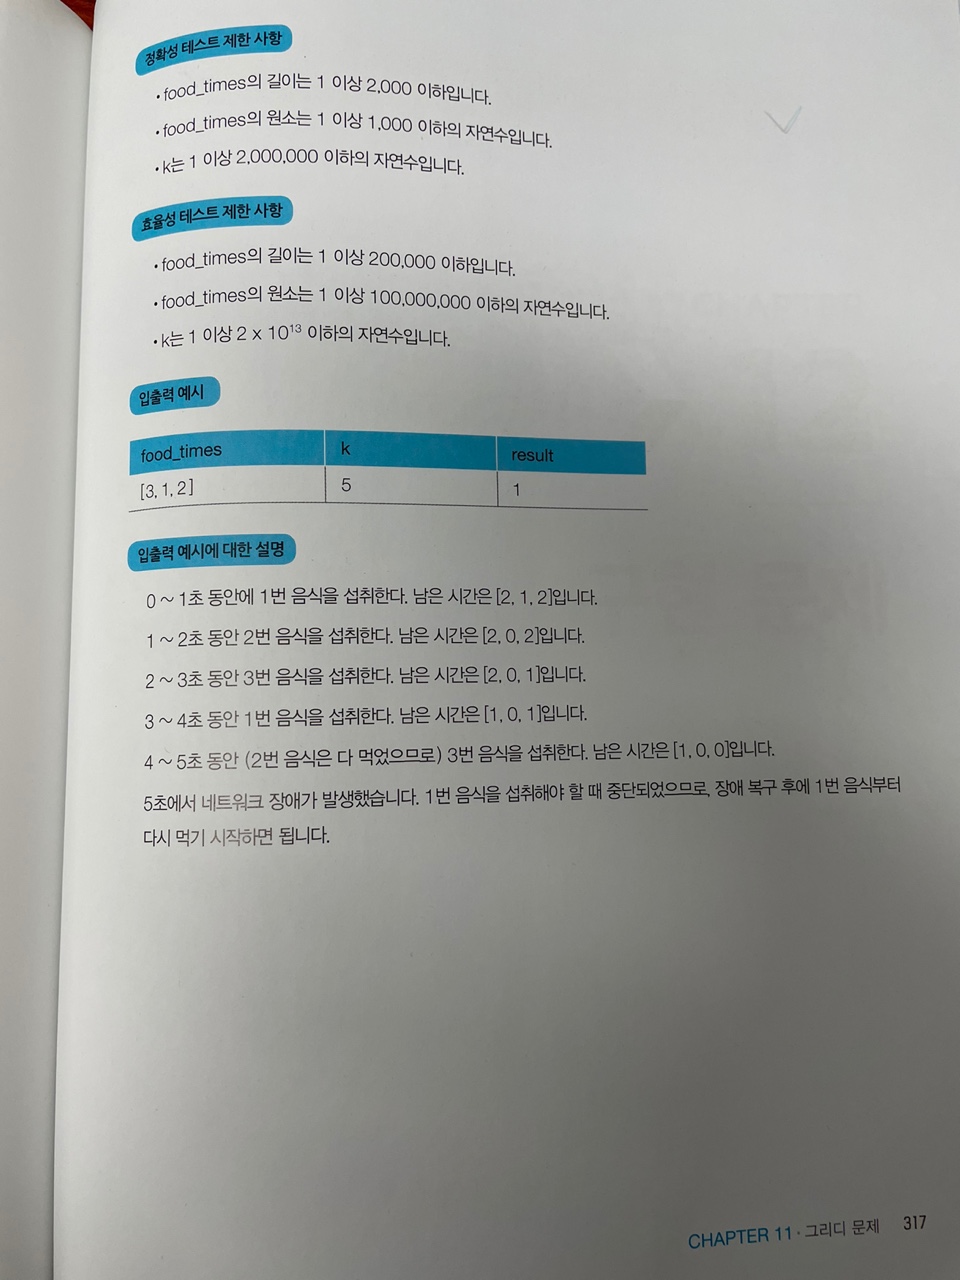 정확성 테스트 제한 사항
• food_times의 길이는 1 이상 2,000 이하입니다.
• food_times의 원소는 1 이상 1,000 이하의 자연수입니다.
• k는 1 이상 2,000,000 이하의 자연수입니다.
효율성 테스트 제한 사항
• food_times의 길이는 1 이상 200,000 이하입니다.
• food_times의 원소는 1 이상 100,000,000 이하의 자연수입니다.
• k는 1 이상 2 x 10¹³ 이하의 자연수입니다.
입출력 예시
food_times k result
[3, 1, 2] 5 1
입출력 예시에 대한 설명
0 ~ 1초 동안에 1번 음식을 섭취한다. 남은 시간은 [2, 1, 2]입니다.
1 ~ 2초 동안 2번 음식을 섭취한다. 남은 시간은 [2, 0, 2]입니다.
2 ~ 3초 동안 3번 음식을 섭취한다. 남은 시간은 [2, 0, 1]입니다.
3 ~ 4초 동안 1번 음식을 섭취한다. 남은 시간은 [1, 0, 1]입니다.
4 ~ 5초 동안 (2번 음식은 다 먹었으므로) 3번 음식을 섭취한다. 남은 시간은 [1, 0, 0]입니다.
5초에서 네트워크 장애가 발생했습니다. 1번 음식을 섭취해야 할 때 중단되었으므로, 장애 복구 후에 1번 음식부터
다시 먹기 시작하면 됩니다.
CHAPTER 11 · 그리디 문제 317